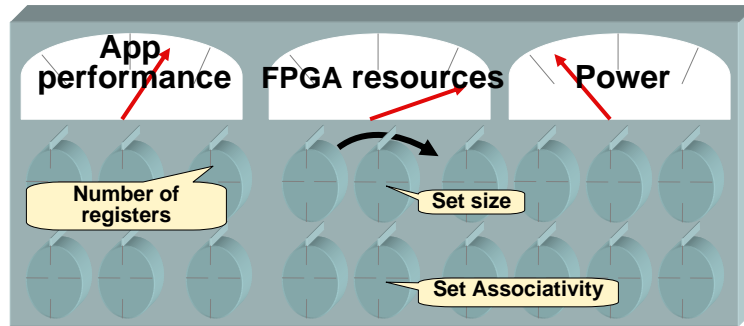 App
performance
FPGA resources
Power
Number of
registers
Set size
Set Associativity